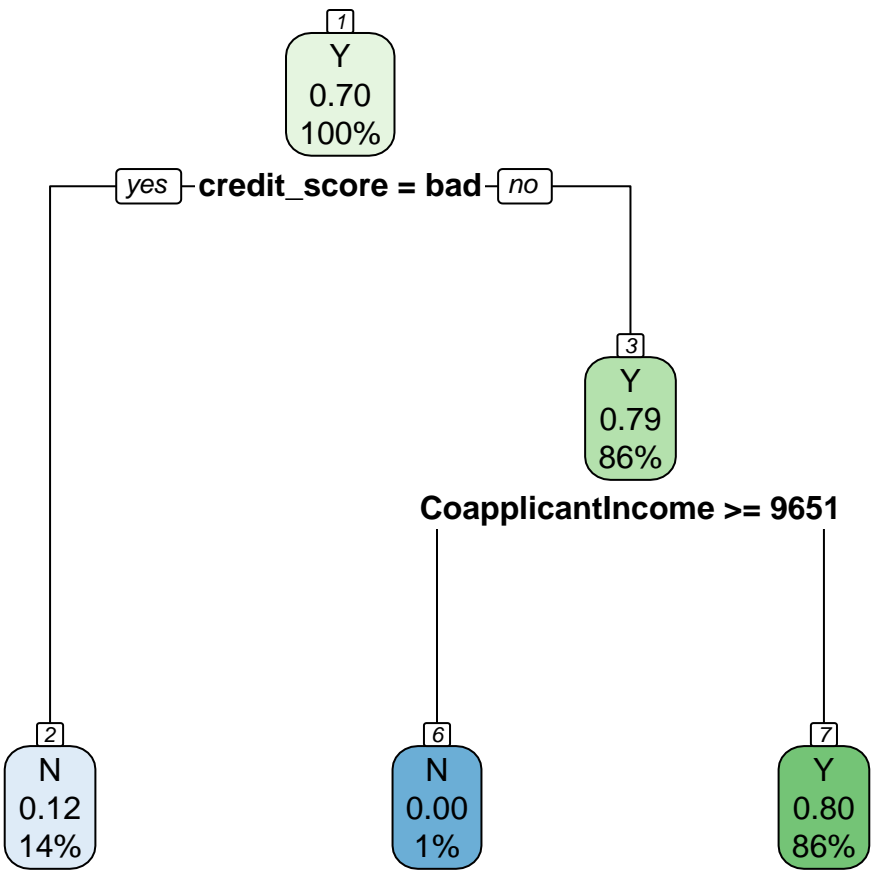 1
Y
0.70
100%
yes credit_score = bad no
3
Y
0.79
86%
CoapplicantIncome >= 9651
2
N
0.12
14%
6
N
0.00
1%
7
Y
0.80
86%